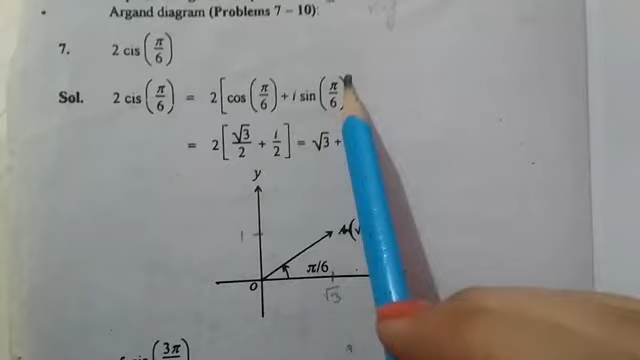 Argand diagram (Problems 7 – 10):
7. 2 cis(π/6)
Sol. 2 cis(π/6) = 2[cos(π/6) + i sin(π/6)
= 2[√3/2 + i/2] = √3 +
y
1
π/6
o
√3
(3π